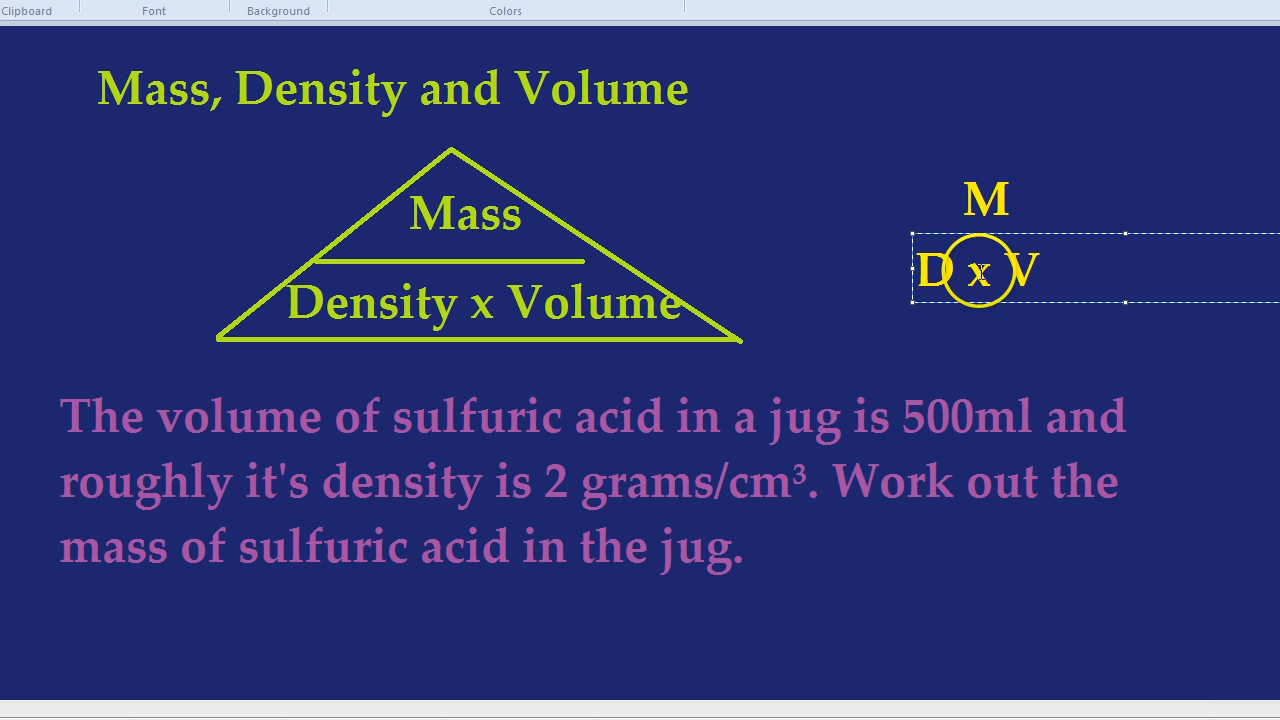 Clipboard Font Background Colors
Mass, Density and Volume
Mass
Density x Volume
M
D x V
The volume of sulfuric acid in a jug is 500ml and
roughly it's density is 2 grams/cm³. Work out the
mass of sulfuric acid in the jug.